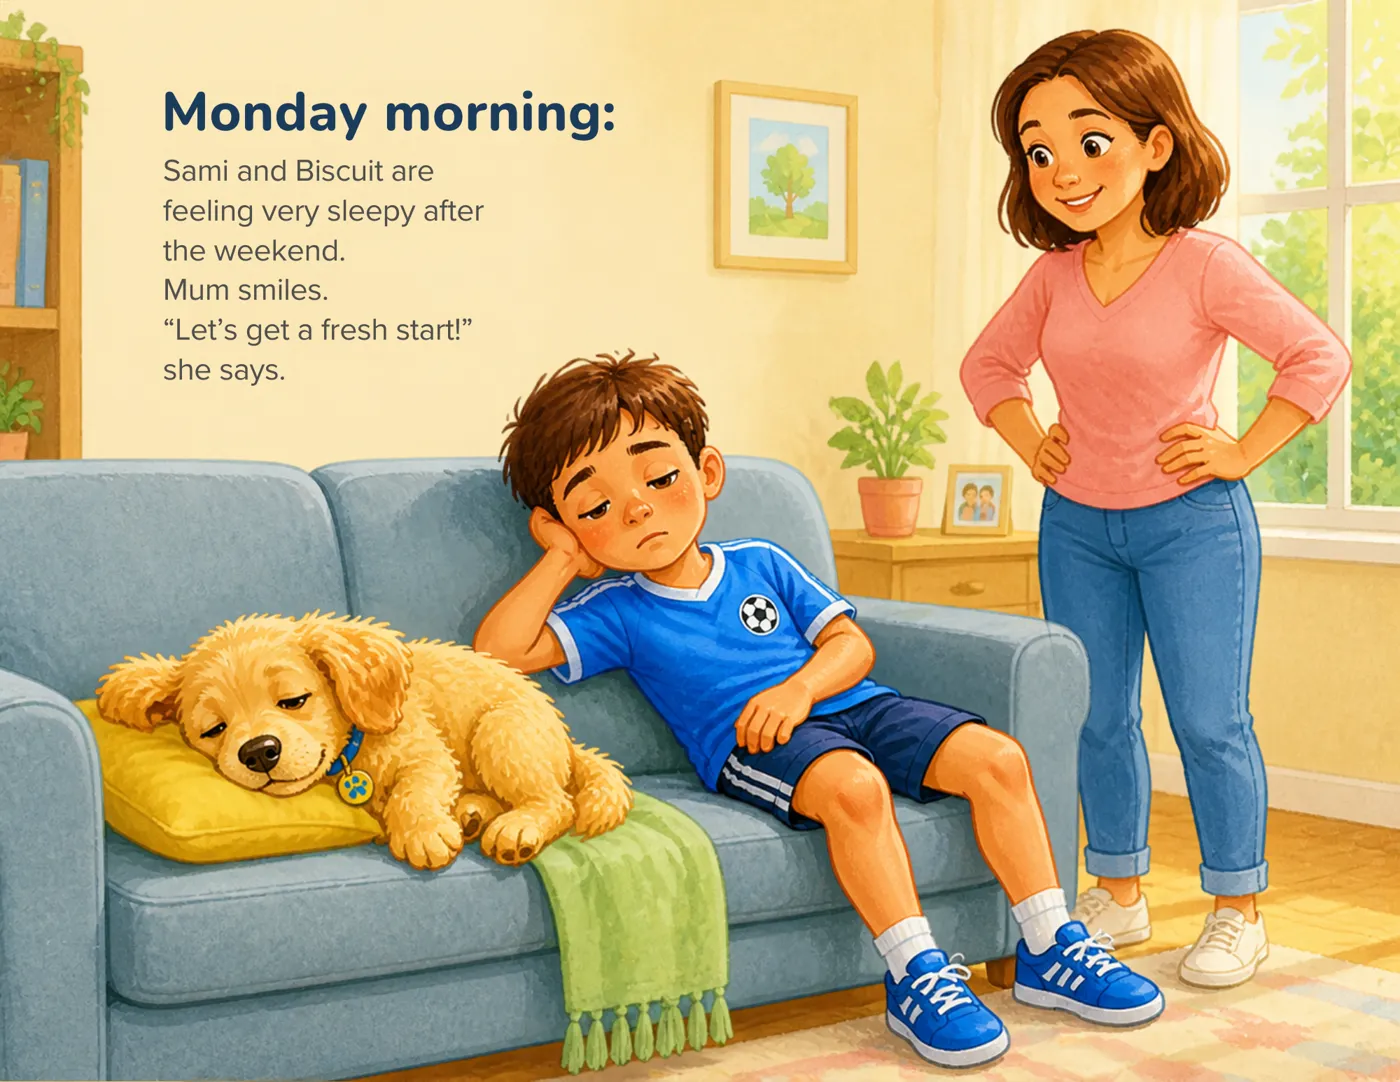 Monday morning:
Sami and Biscuit are
feeling very sleepy after
the weekend.
Mum smiles.
“Let’s get a fresh start!”
she says.